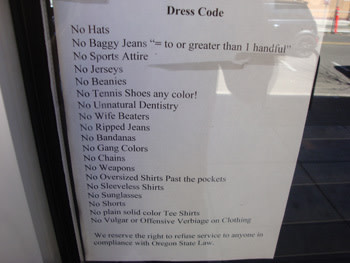 Dress Code
No Hats
No Baggy Jeans "= to or greater than 1 handful"
No Sports Attire
No Jerseys
No Beanies
No Tennis Shoes any color!
No Unnatural Dentistry
No Wife Beaters
No Ripped Jeans
No Bandanas
No Gang Colors
No Chains
No Weapons
No Oversized Shirts Past the pockets
No Sleeveless Shirts
No Sunglasses
No Shorts
No plain solid color Tee Shirts
No Vulgar or Offensive Verbiage on Clothing
We reserve the right to refuse service to anyone in
compliance with Oregon State Law.